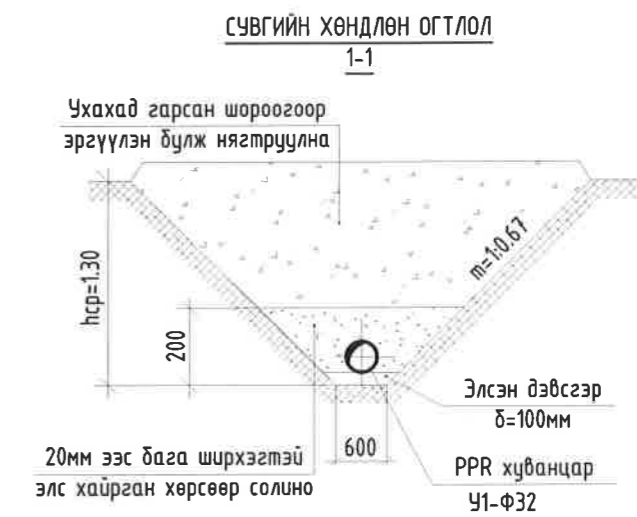 СУВГИЙН ХӨНДЛӨН ОГТЛОЛ
1-1
Ухахад гарсан шороогоор
эргүүлэн булж нягтруулна
m=1:0.67
hср=1.30
200
600
Элсэн дэвсгэр
δ=100мм
20мм ээс бага ширхэгтэй
элс хайрган хөрсөөр солино
PPR хуванцар
У1-Ф32